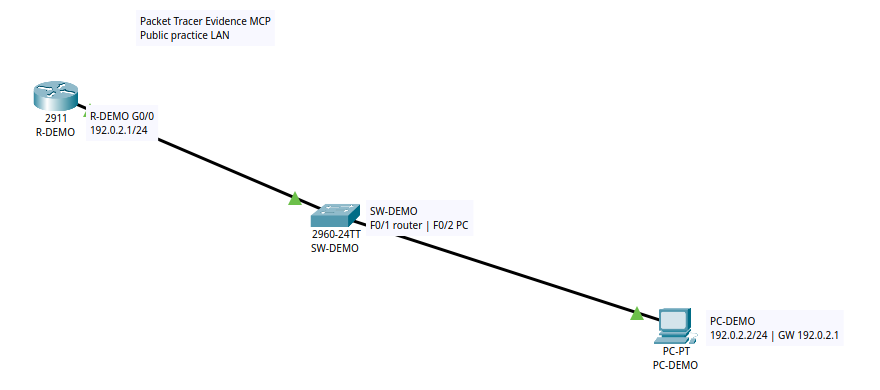 Packet Tracer Evidence MCP
Public practice LAN
2911
R-DEMO
R-DEMO G0/0
192.0.2.1/24
2960-24TT
SW-DEMO
SW-DEMO
F0/1 router | F0/2 PC
PC-PT
PC-DEMO
PC-DEMO
192.0.2.2/24 | GW 192.0.2.1